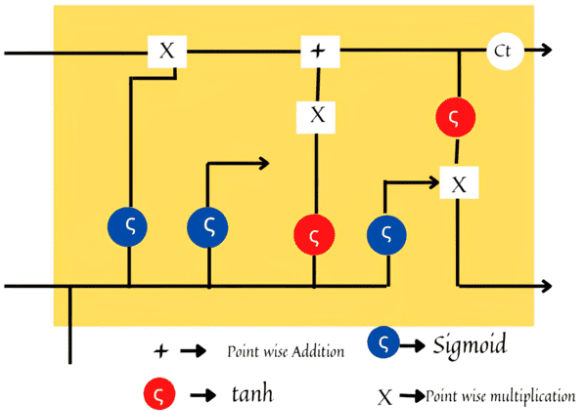 X + Ct
X ς
X
ς ς ς ς
+ → Point wise Addition ς → Sigmoid
ς → tanh X → Point wise multiplication